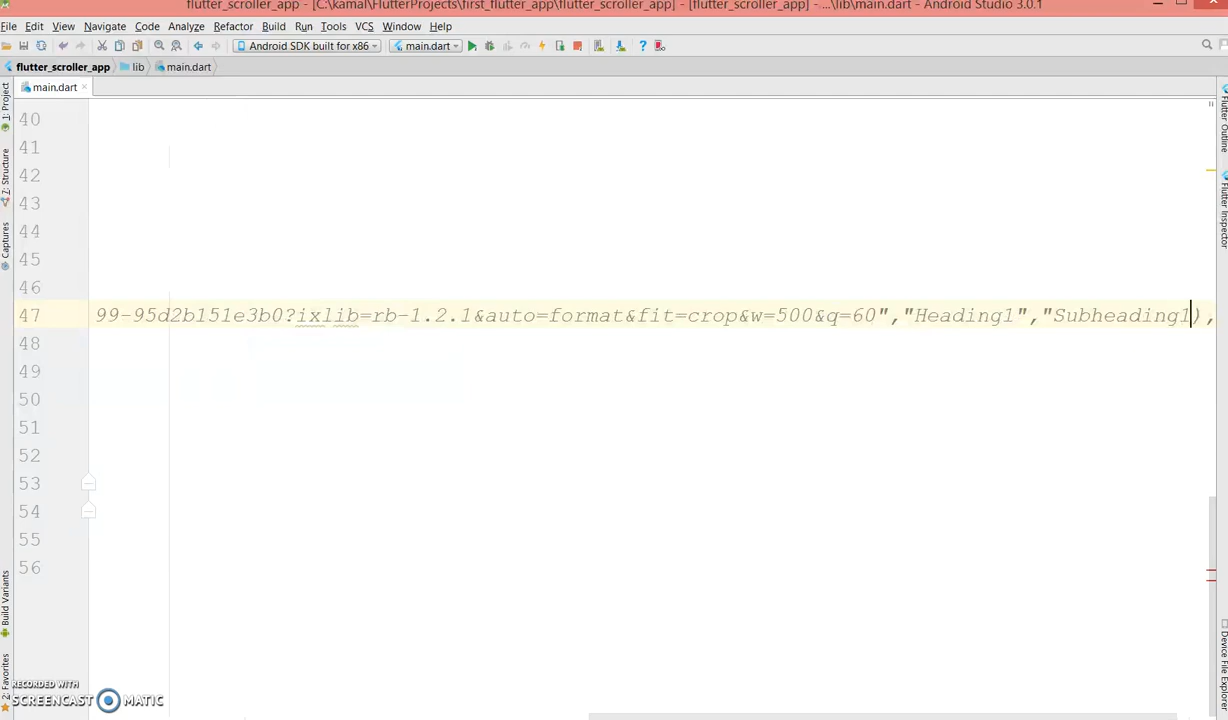 flutter_scroller_app - [C:\kamal\FlutterProjects\first_flutter_app\flutter_scroller_app] - [flutter_scroller_app] - ...\lib\main.dart - Android Studio 3.0.1
File Edit View Navigate Code Analyze Refactor Build Run Tools VCS Window Help
Android SDK built for x86 main.dart
flutter_scroller_app lib main.dart
main.dart
1: Project
7: Structure
Captures
Build Variants
2: Favorites
40
41
42
43
44
45
46
47 99-95d2b151e3b0?ixlib=rb-1.2.1&auto=format&fit=crop&w=500&q=60","Heading1","Subheading1),
48
49
50
51
52
53
54
55
56
Flutter Outline
Flutter Inspector
Device File Explorer
RECORDED WITH
SCREENCAST MATIC